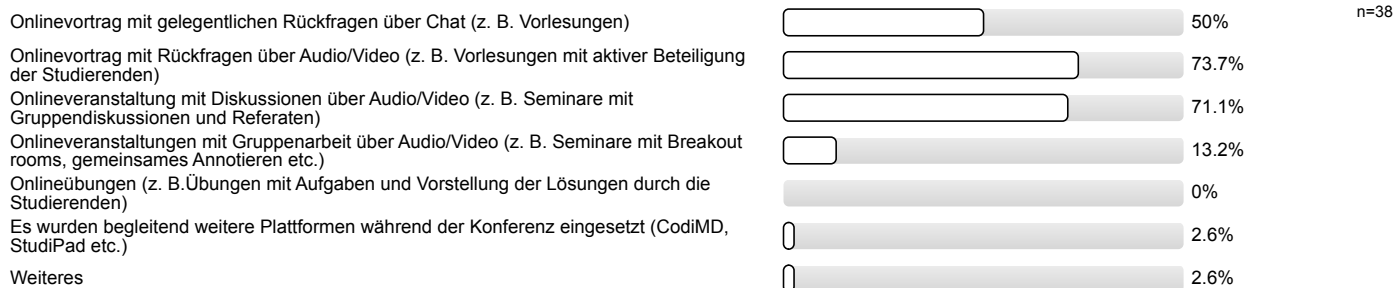 Onlinevortrag mit gelegentlichen Rückfragen über Chat (z. B. Vorlesungen) 50% n=38
Onlinevortrag mit Rückfragen über Audio/Video (z. B. Vorlesungen mit aktiver Beteiligung
der Studierenden) 73.7%
Onlineveranstaltung mit Diskussionen über Audio/Video (z. B. Seminare mit
Gruppendiskussionen und Referaten) 71.1%
Onlineveranstaltungen mit Gruppenarbeit über Audio/Video (z. B. Seminare mit Breakout
rooms, gemeinsames Annotieren etc.) 13.2%
Onlineübungen (z. B.Übungen mit Aufgaben und Vorstellung der Lösungen durch die
Studierenden) 0%
Es wurden begleitend weitere Plattformen während der Konferenz eingesetzt (CodiMD,
StudiPad etc.) 2.6%
Weiteres 2.6%